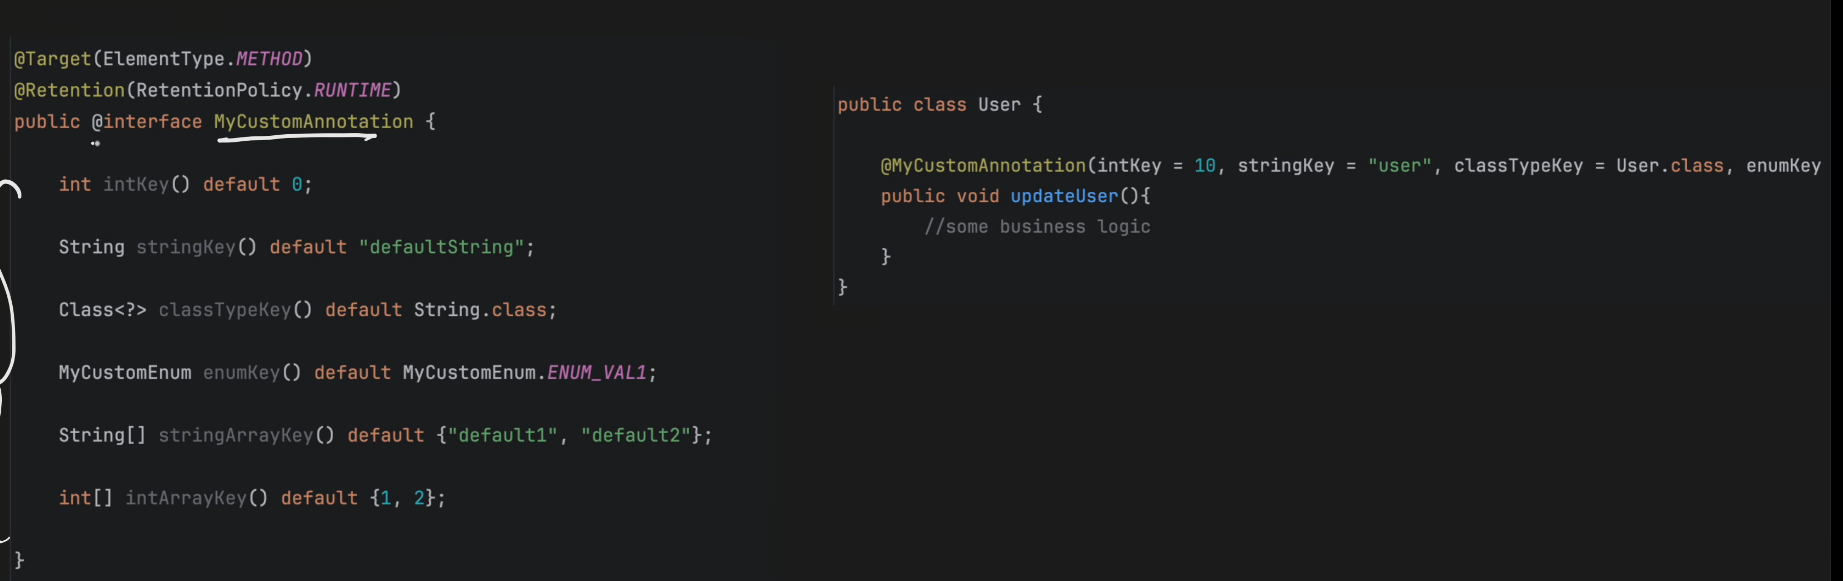 @Target(ElementType.METHOD)
@Retention(RetentionPolicy.RUNTIME)
public @interface MyCustomAnnotation {
int intKey() default 0;
String stringKey() default "defaultString";
Class<?> classTypeKey() default String.class;
MyCustomEnum enumKey() default MyCustomEnum.ENUM_VAL1;
String[] stringArrayKey() default {"default1", "default2"};
int[] intArrayKey() default {1, 2};
}
public class User {
@MyCustomAnnotation(intKey = 10, stringKey = "user", classTypeKey = User.class, enumKey
public void updateUser(){
//some business logic
}
}